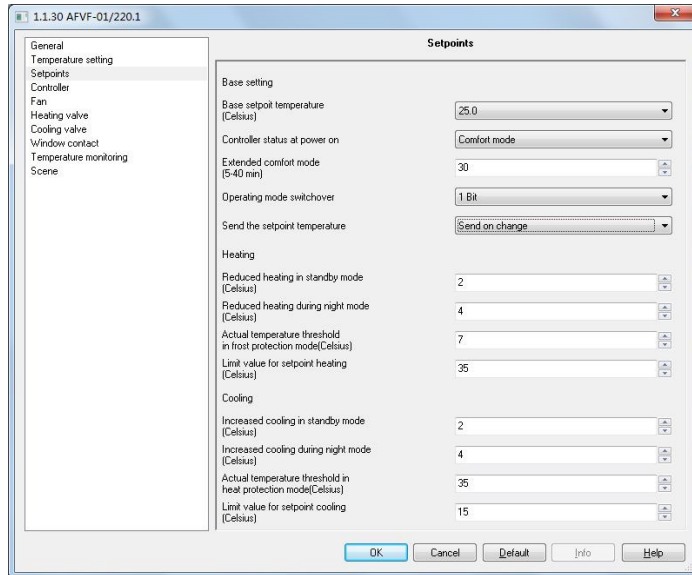 1.1.30 AFVF-01/220.1
General
Temperature setting
Setpoints
Controller
Fan
Heating valve
Cooling valve
Window contact
Temperature monitoring
Scene
Setpoints
Base setting
Base setpoit temperature
(Celsius)
25.0
Controller status at power on
Comfort mode
Extended comfort mode
(5-40 min)
30
Operating mode switchover
1 Bit
Send the setpoint temperature
Send on change
Heating
Reduced heating in standby mode
(Celsius)
2
Reduced heating during night mode
(Celsius)
4
Actual temperature threshold
in frost protection mode(Celsius)
7
Limit value for setpoint heating
(Celsius)
35
Cooling
Increased cooling in standby mode
(Celsius)
2
Increased cooling during night mode
(Celsius)
4
Actual temperature threshold in
heat protection mode(Celsius)
35
Limit value for setpoint cooling
(Celsius)
15
OK
Cancel
Default
Info
Help